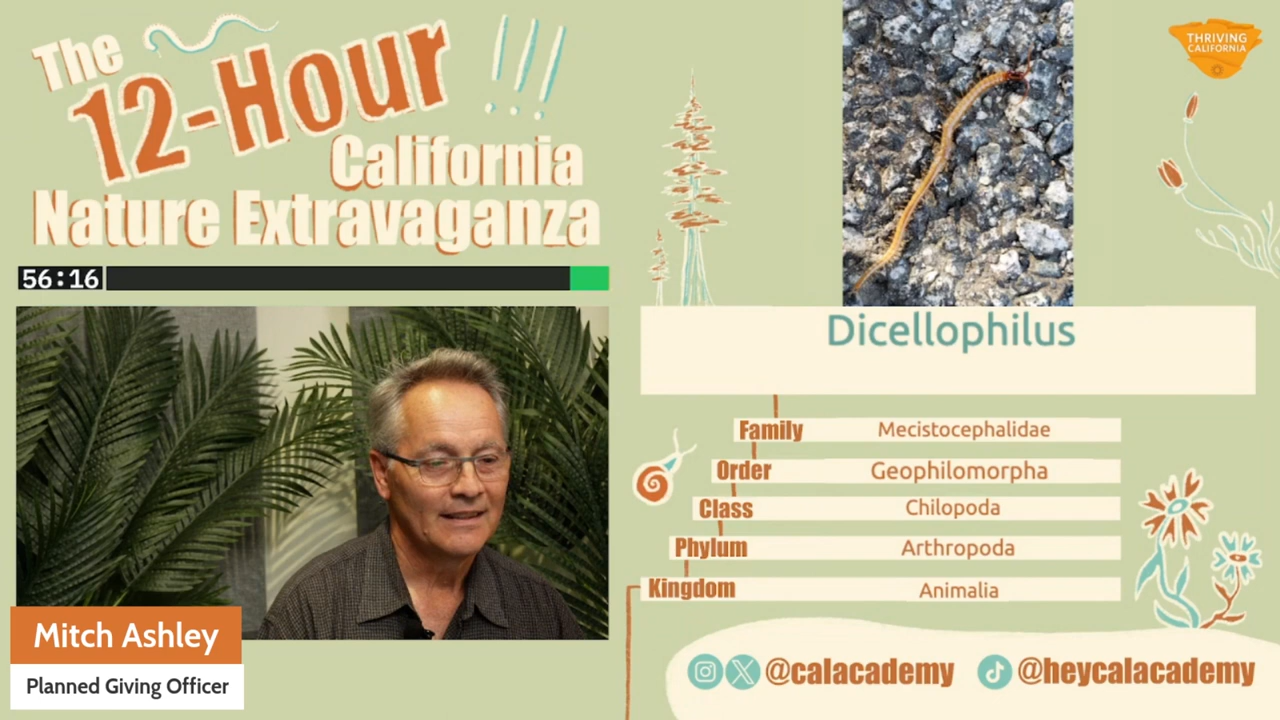 The
12-Hour !!!
California
Nature Extravaganza
56:16
Mitch Ashley
Planned Giving Officer
THRIVING
CALIFORNIA
Dicellophilus
Family Mecistocephalidae
Order Geophilomorpha
Class Chilopoda
Phylum Arthropoda
Kingdom Animalia
@calacademy @heycalacademy